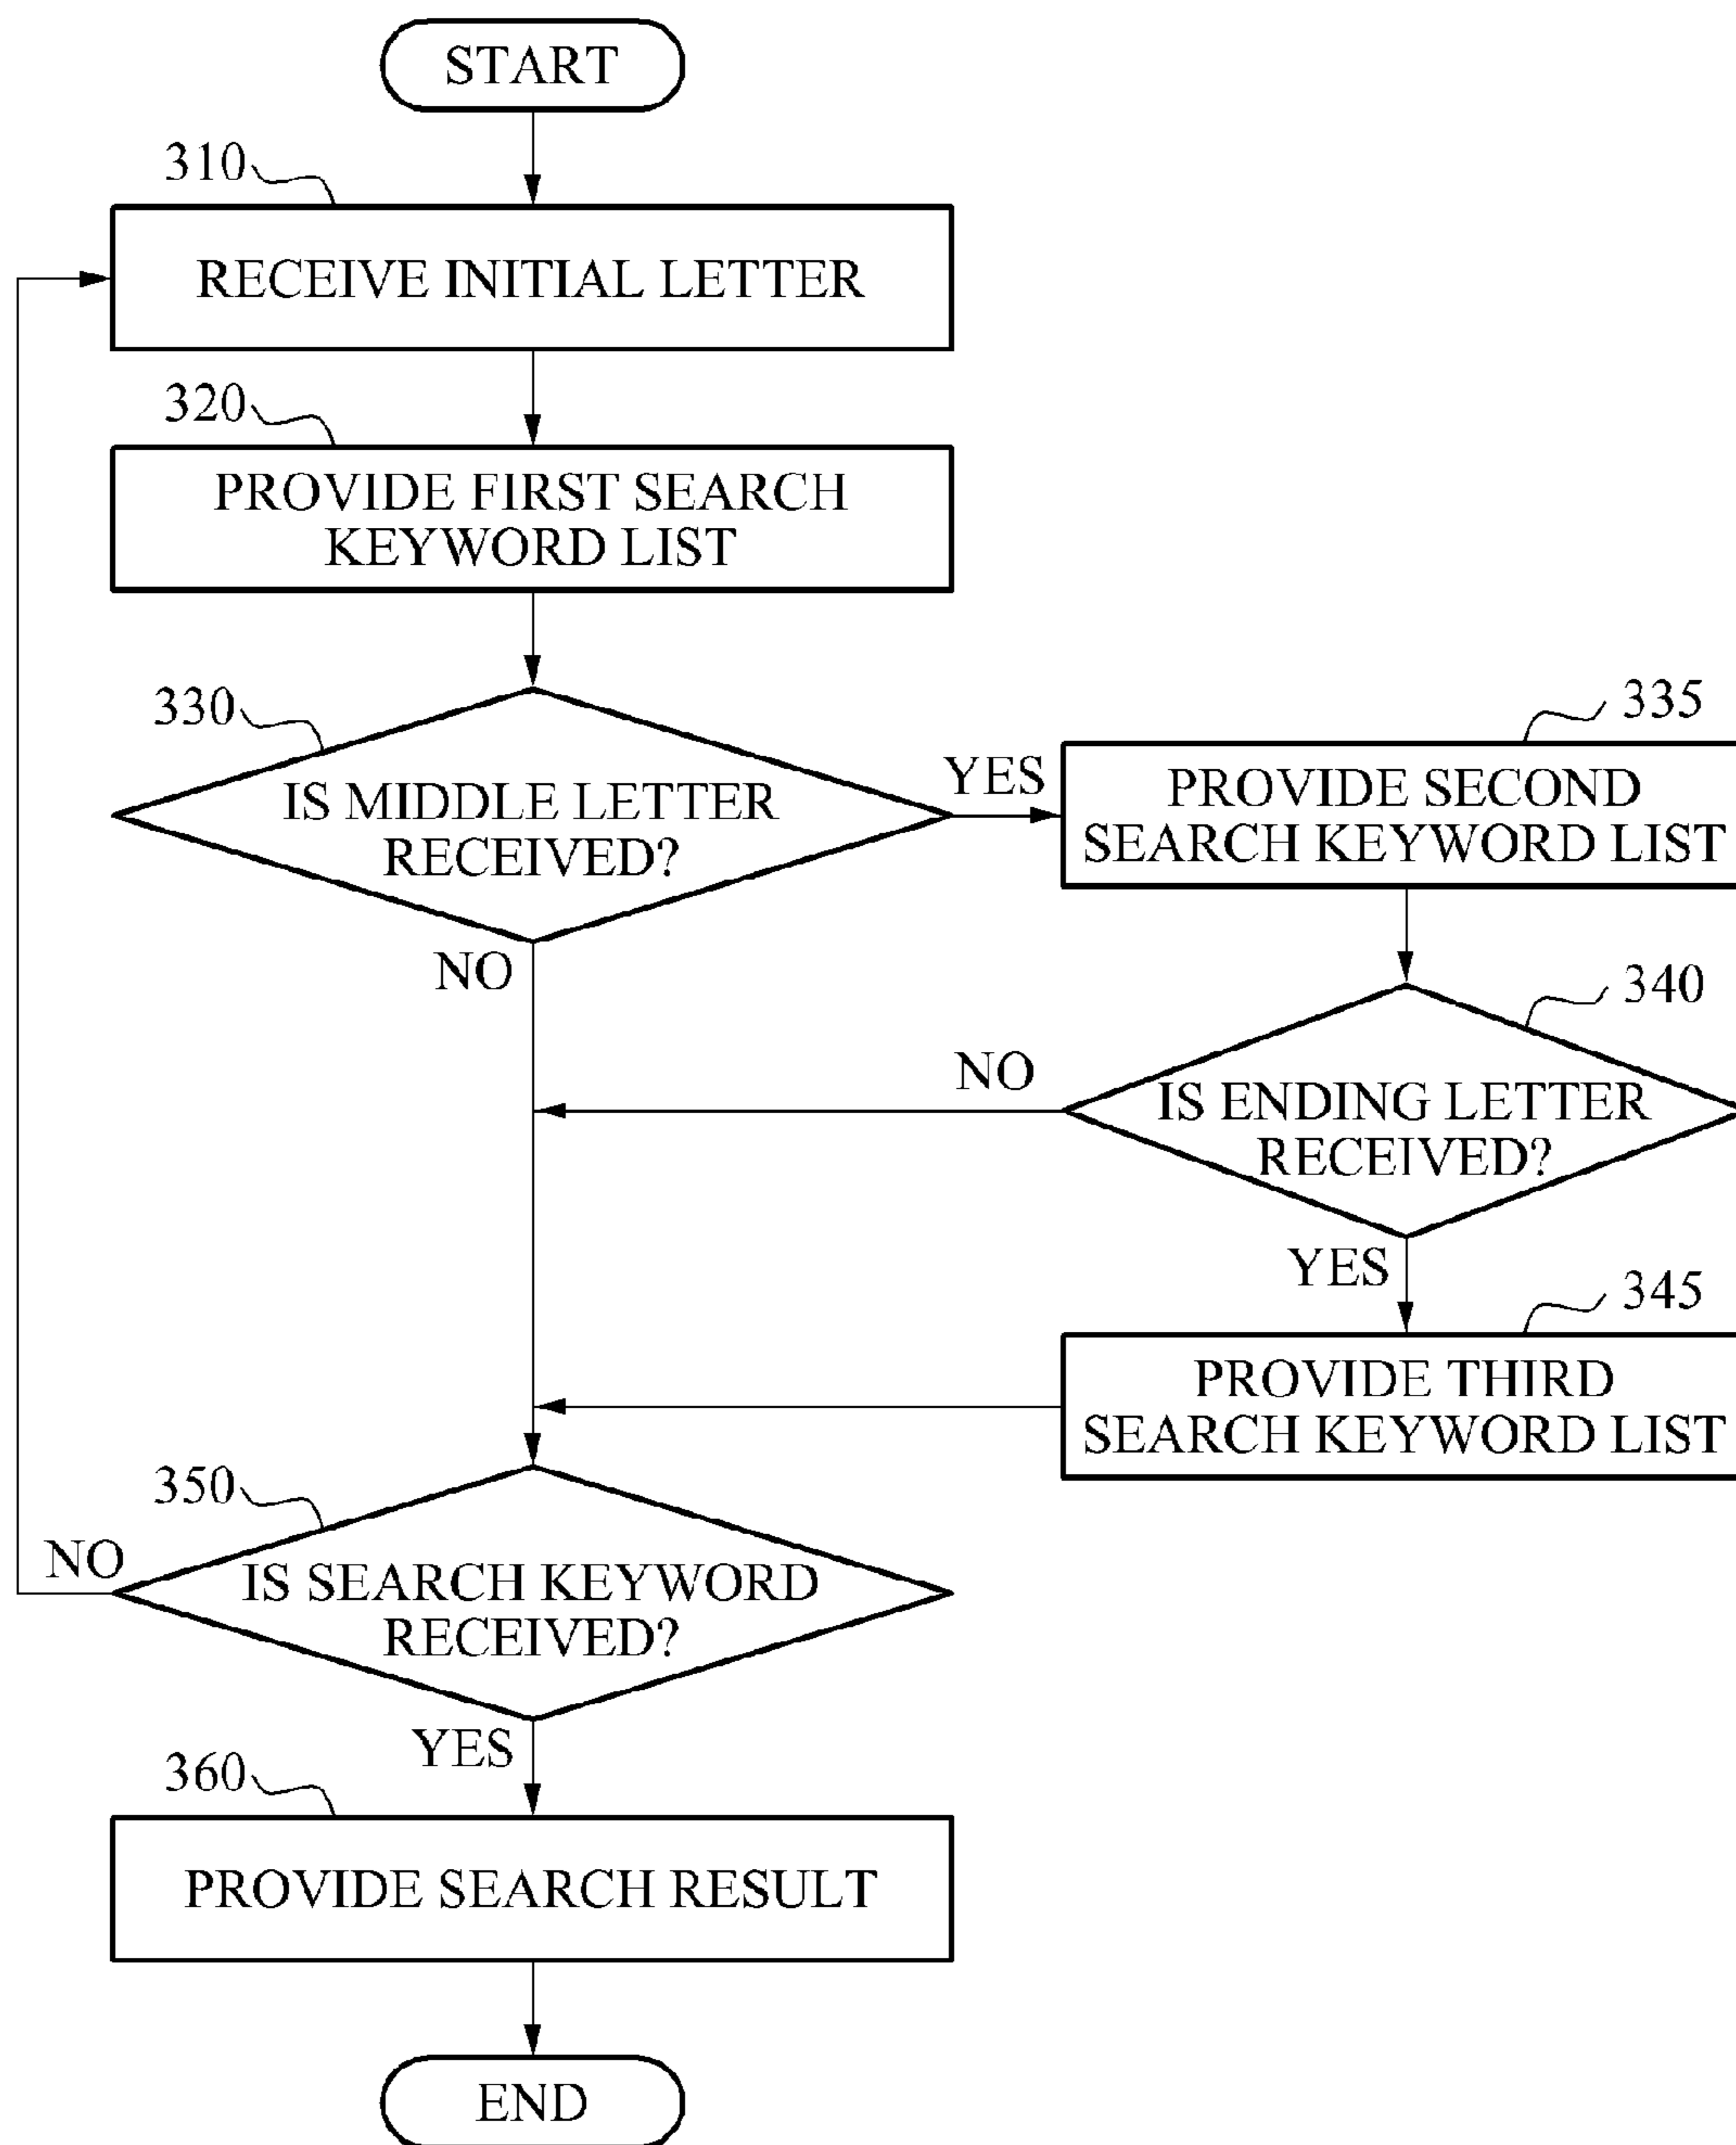 START
310
RECEIVE INITIAL LETTER
320
PROVIDE FIRST SEARCH
KEYWORD LIST
330
IS MIDDLE LETTER
RECEIVED?
YES
NO
335
PROVIDE SECOND
SEARCH KEYWORD LIST
340
IS ENDING LETTER
RECEIVED?
NO
YES
345
PROVIDE THIRD
SEARCH KEYWORD LIST
350
IS SEARCH KEYWORD
RECEIVED?
NO
YES
360
PROVIDE SEARCH RESULT
END